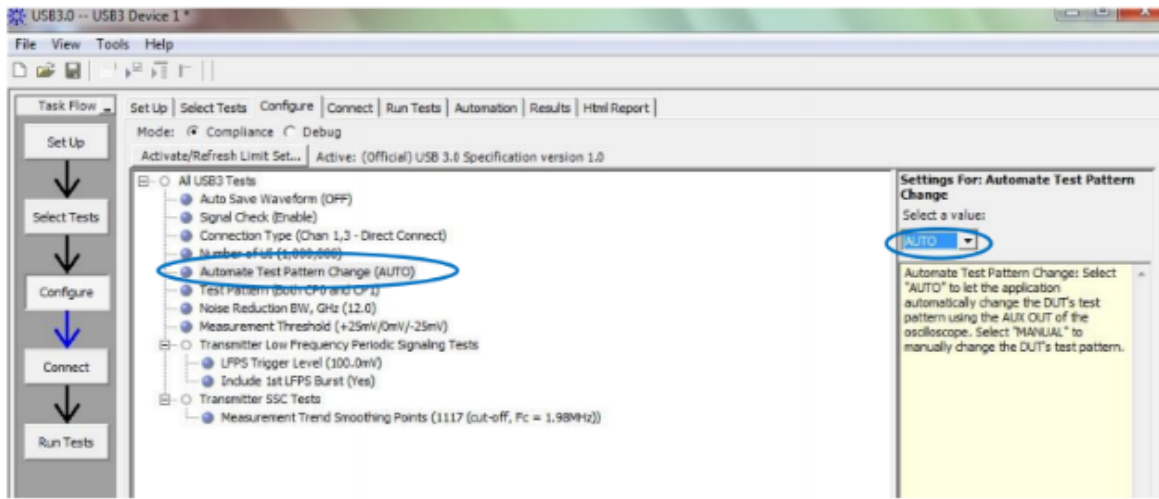 USB3.0 -- USB3 Device 1 *
File View Tools Help
Task Flow
Set Up
Select Tests
Configure
Connect
Run Tests
Set Up Select Tests Configure Connect Run Tests Automation Results Html Report
Mode: Compliance Debug
Activate/Refresh Limit Set... Active: (Official) USB 3.0 Specification version 1.0
All USB3 Tests
Auto Save Waveform (OFF)
Signal Check (Enable)
Connection Type (Chan 1,3 - Direct Connect)
Number of UI (1,000,000)
Automate Test Pattern Change (AUTO)
Test Pattern (Both CP0 and CP1)
Noise Reduction BW, GHz (12.0)
Measurement Threshold (+25mV/0mV/-25mV)
Transmitter Low Frequency Periodic Signaling Tests
LFPS Trigger Level (100.0mV)
Include 1st LFPS Burst (Yes)
Transmitter SSC Tests
Measurement Trend Smoothing Points (1117 (cut-off, Fc = 1.98MHz))
Settings For: Automate Test Pattern
Change
Select a value:
AUTO
Automate Test Pattern Change: Select
"AUTO" to let the application
automatically change the DUT's test
pattern using the AUX OUT of the
oscilloscope. Select "MANUAL" to
manually change the DUT's test pattern.